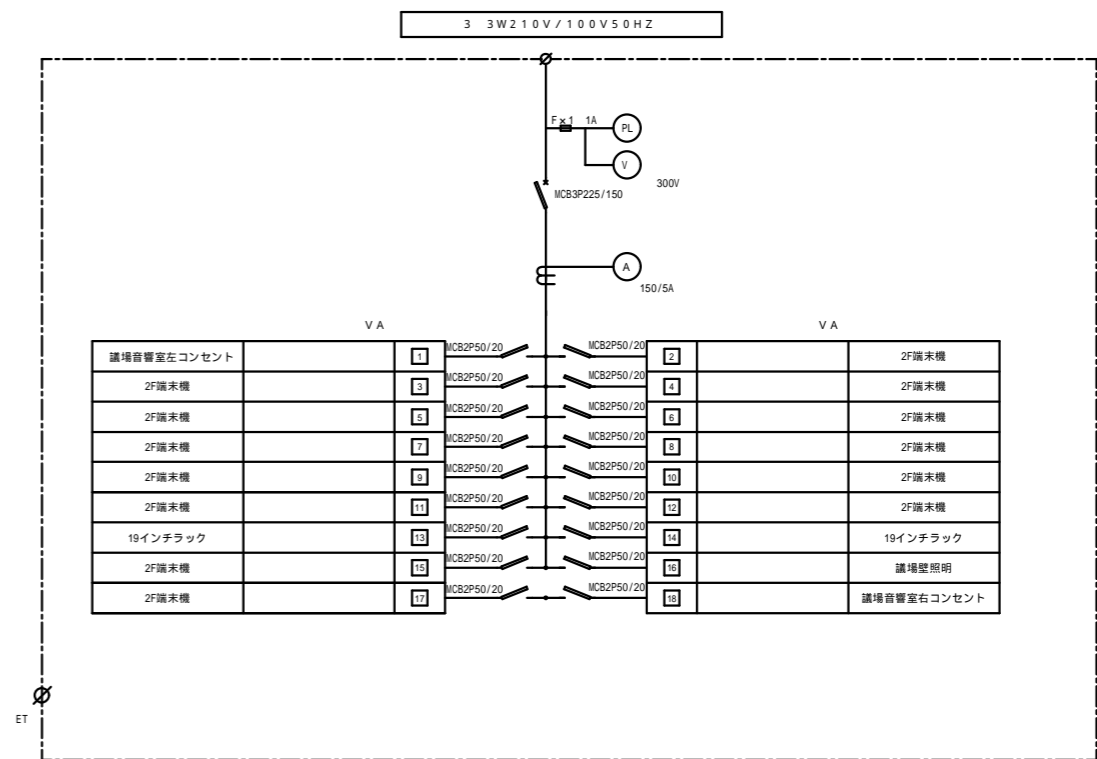 3 3W210V/100V50HZ
F×1 1A PL
V
300V
MCB3P225/150
A
150/5A
VA VA
議場音響室左コンセント 1 MCB2P50/20 MCB2P50/20 2 2F端末機
2F端末機 3 MCB2P50/20 MCB2P50/20 4 2F端末機
2F端末機 5 MCB2P50/20 MCB2P50/20 6 2F端末機
2F端末機 7 MCB2P50/20 MCB2P50/20 8 2F端末機
2F端末機 9 MCB2P50/20 MCB2P50/20 10 2F端末機
2F端末機 11 MCB2P50/20 MCB2P50/20 12 2F端末機
19インチラック 13 MCB2P50/20 MCB2P50/20 14 19インチラック
2F端末機 15 MCB2P50/20 MCB2P50/20 16 議場壁照明
2F端末機 17 MCB2P50/20 MCB2P50/20 18 議場音響室右コンセント
ET